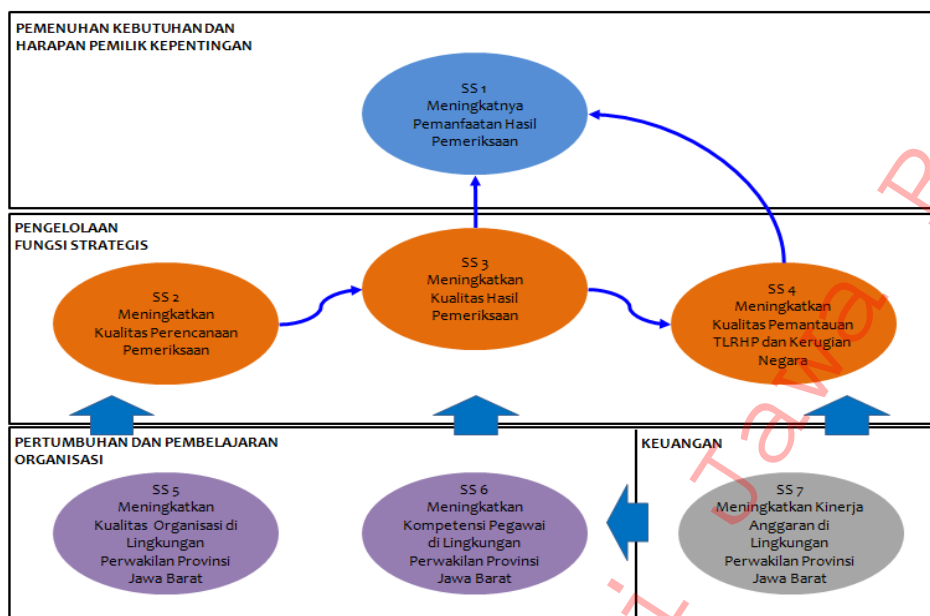 PEMENUHAN KEBUTUHAN DAN
HARAPAN PEMILIK KEPENTINGAN
SS 1
Meningkatnya
Pemanfaatan Hasil
Pemeriksaan
PENGELOLAAN
FUNGSI STRATEGIS
SS 2
Meningkatkan
Kualitas Perencanaan
Pemeriksaan
SS 3
Meningkatkan
Kualitas Hasil
Pemeriksaan
SS 4
Meningkatkan
Kualitas Pemantauan
TLRHP dan Kerugian
Negara
PERTUMBUHAN DAN PEMBELAJARAN
ORGANISASI
KEUANGAN
SS 5
Meningkatkan
Kualitas Organisasi di
Lingkungan
Perwakilan Provinsi
Jawa Barat
SS 6
Meningkatkan
Kompetensi Pegawai
di Lingkungan
Perwakilan Provinsi
Jawa Barat
SS 7
Meningkatkan Kinerja
Anggaran di
Lingkungan
Perwakilan Provinsi
Jawa Barat
i Jawa B